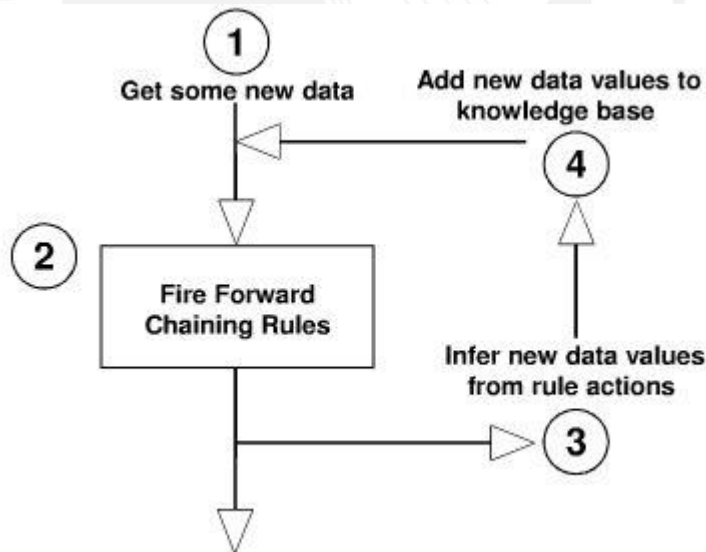 1
Get some new data
Add new data values to
knowledge base
4
2
Fire Forward
Chaining Rules
Infer new data values
from rule actions
3